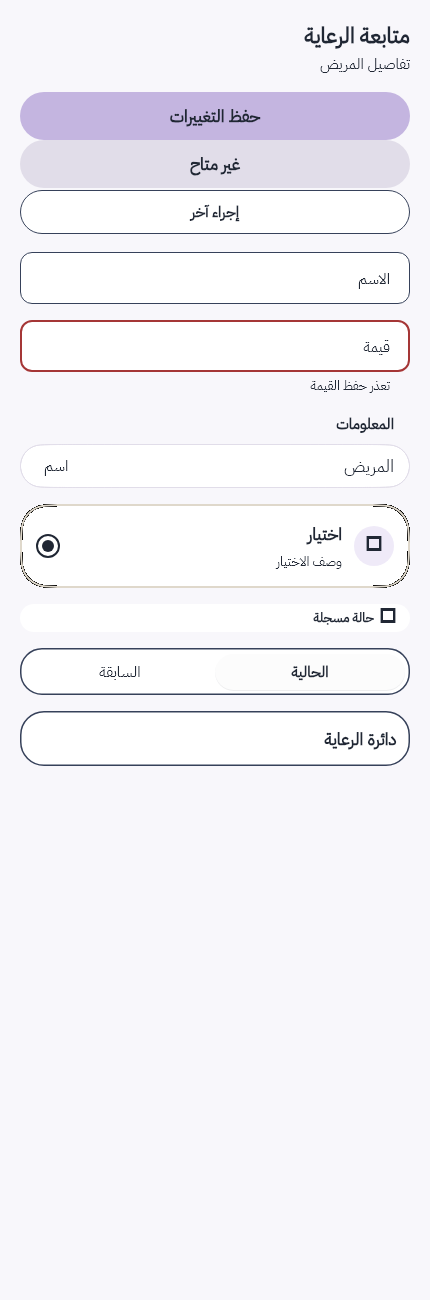 متابعة الرعاية
تفاصيل المريض
حفظ التغييرات
غير متاح
إجراء آخر
الاسم
قيمة
تعذر حفظ القيمة
المعلومات
المريض اسم
اختيار
وصف الاختيار
حالة مسجلة
الحالية السابقة
دائرة الرعاية